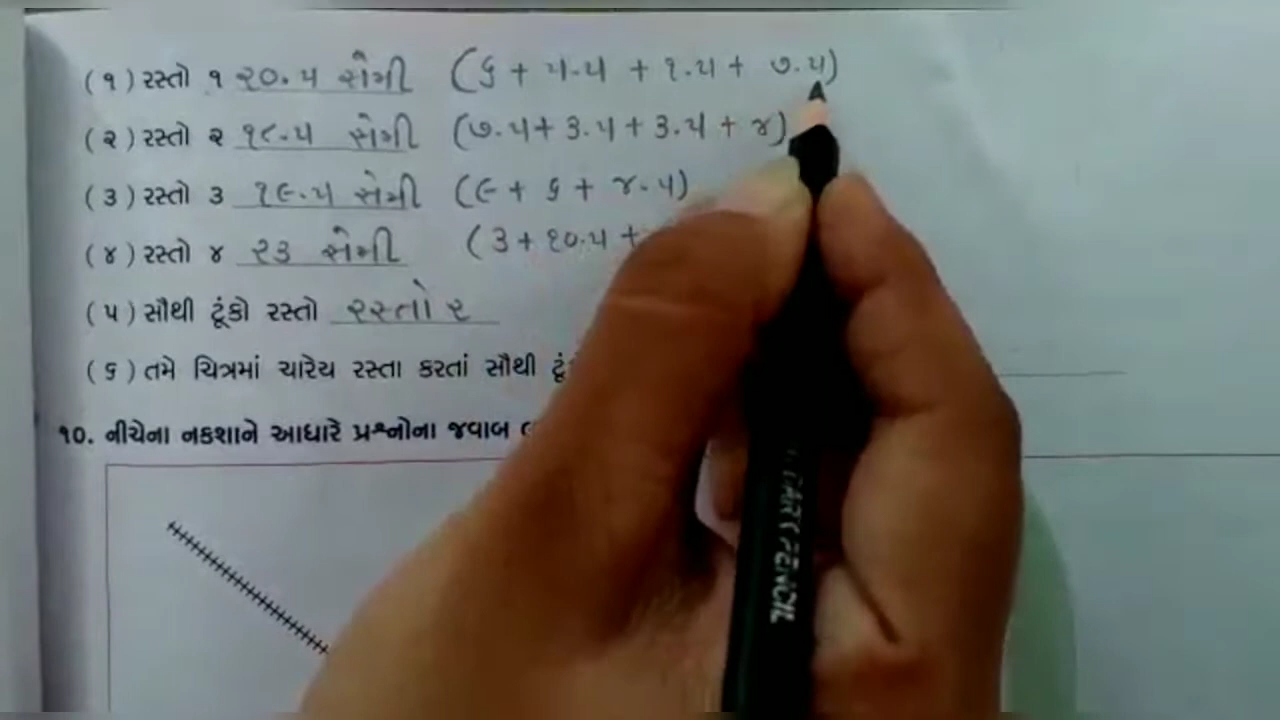 (૧) રસ્તો ૧ ૨૦.૫ સેમી (૬ + ૫.૫ + ૧.૫ + ૭.૫)
(૨) રસ્તો ૨ ૧૮.૫ સેમી (૭.૫ + ૩.૫ + ૩.૫ + ૪)
(૩) રસ્તો ૩ ૧૯.૫ સેમી (૯ + ૬ + ૪.૫)
(૪) રસ્તો ૪ ૨૩ સેમી (૩ + ૧૦.૫ +
(૫) સૌથી ટૂંકો રસ્તો રસ્તો ૨
(૬) તમે ચિત્રમાં ચારેય રસ્તા કરતાં સૌથી
૧૦. નીચેના નકશાને આધારે પ્રશ્નોના જવાબ
PENCIL